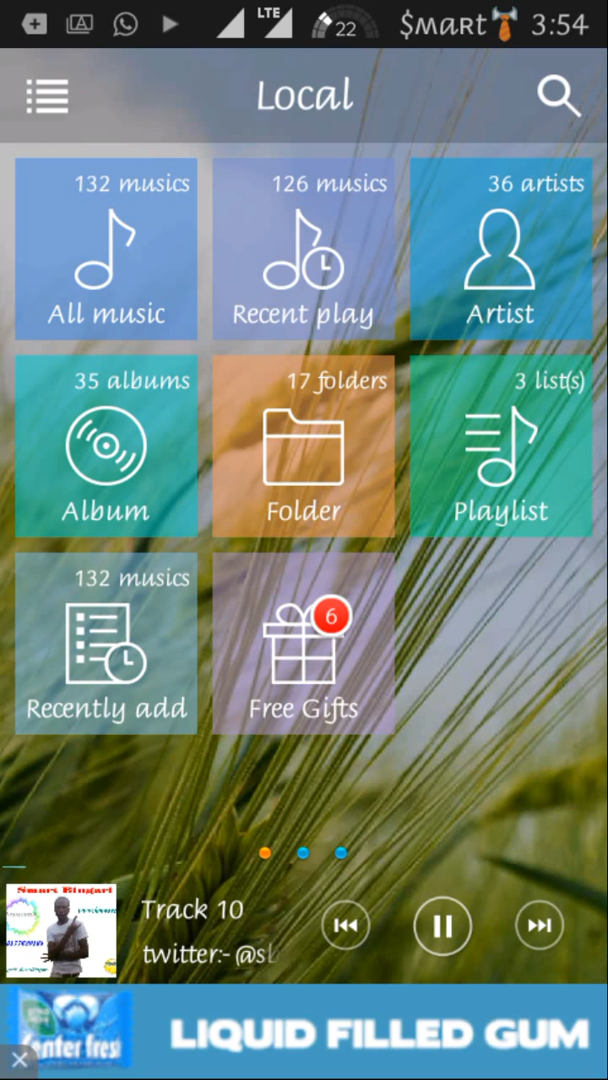 LTE
22
$мart 3:54
Local
132 musics
126 musics
36 artists
All music
Recent play
Artist
35 albums
17 folders
3 list(s)
Album
Folder
Playlist
132 musics
6
Recently add
Free Gifts
Smart Blugari
Track 10
twitter:- @sl
LIQUID FILLED GUM